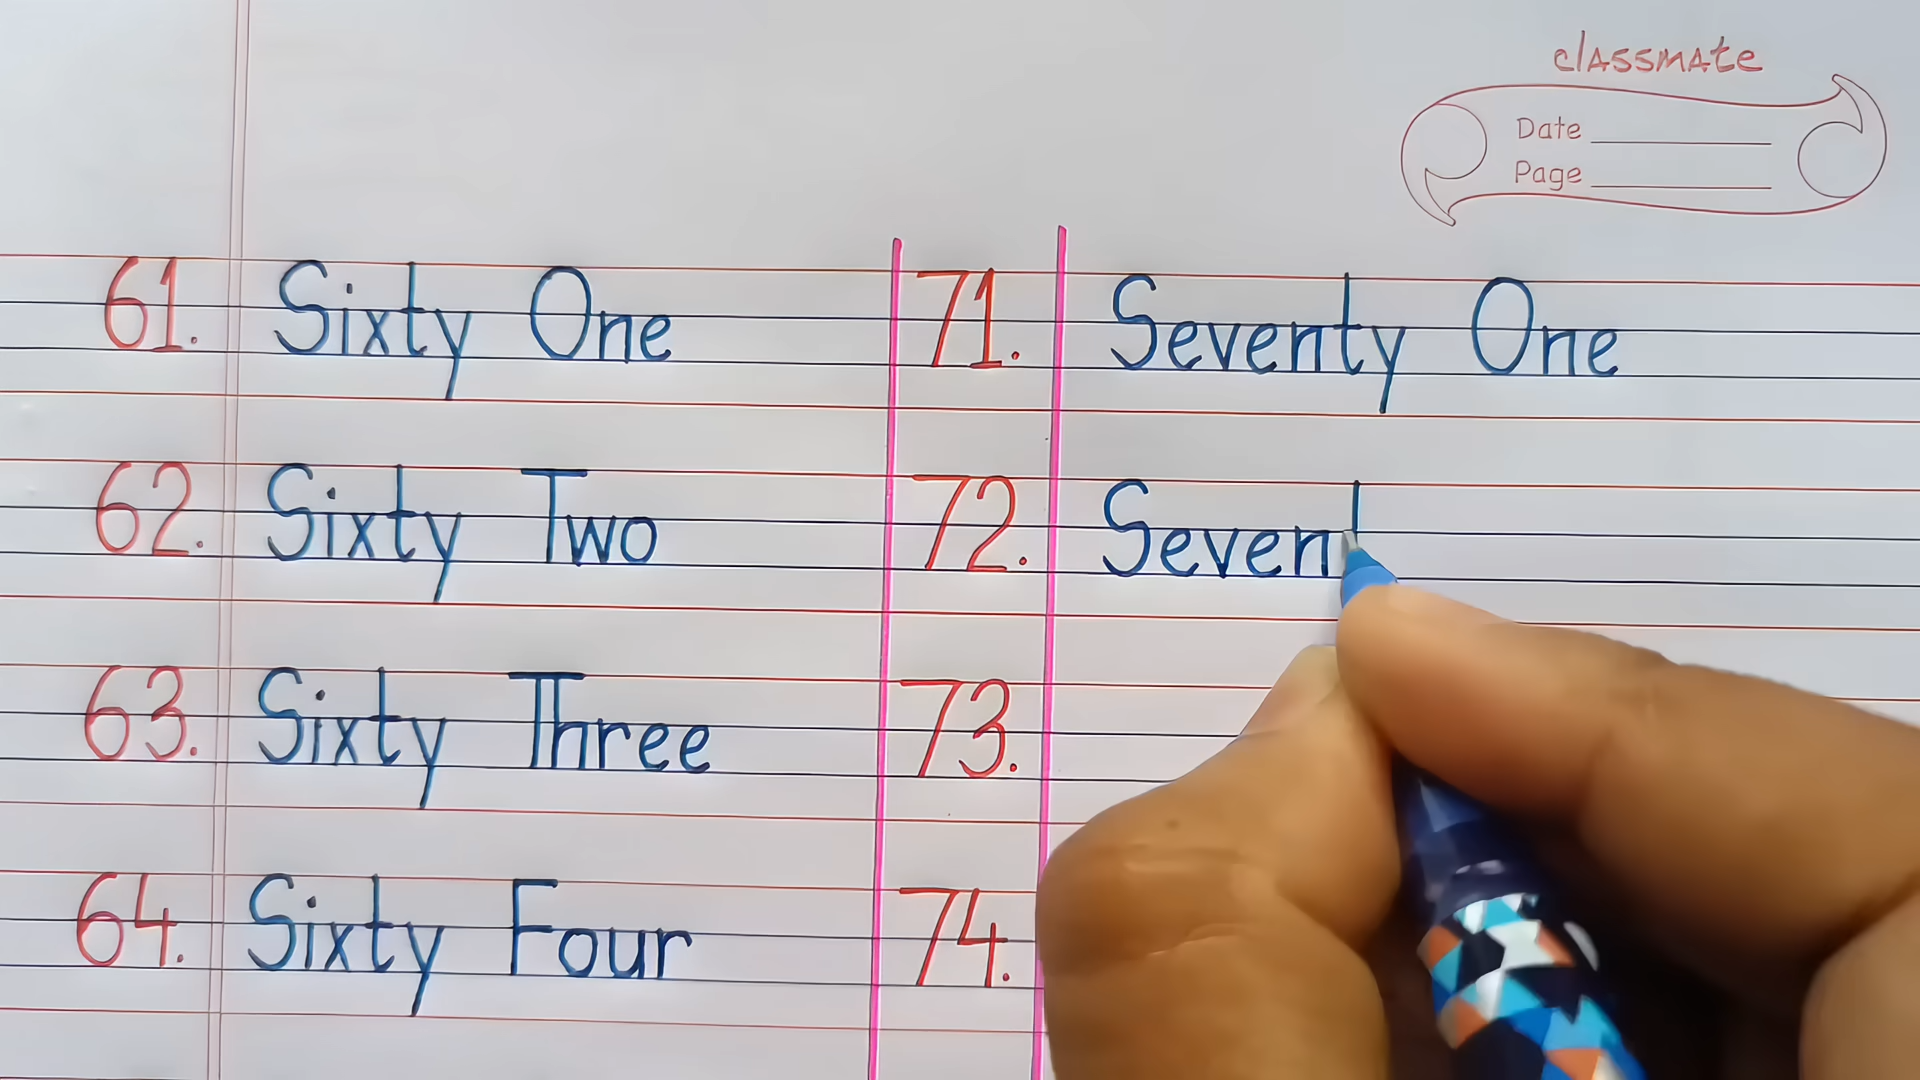 classmate
Date
Page
61. Sixty One 71. Seventy One
62. Sixty Two 72. Sevent
63. Sixty Three 73.
64. Sixty Four 74.